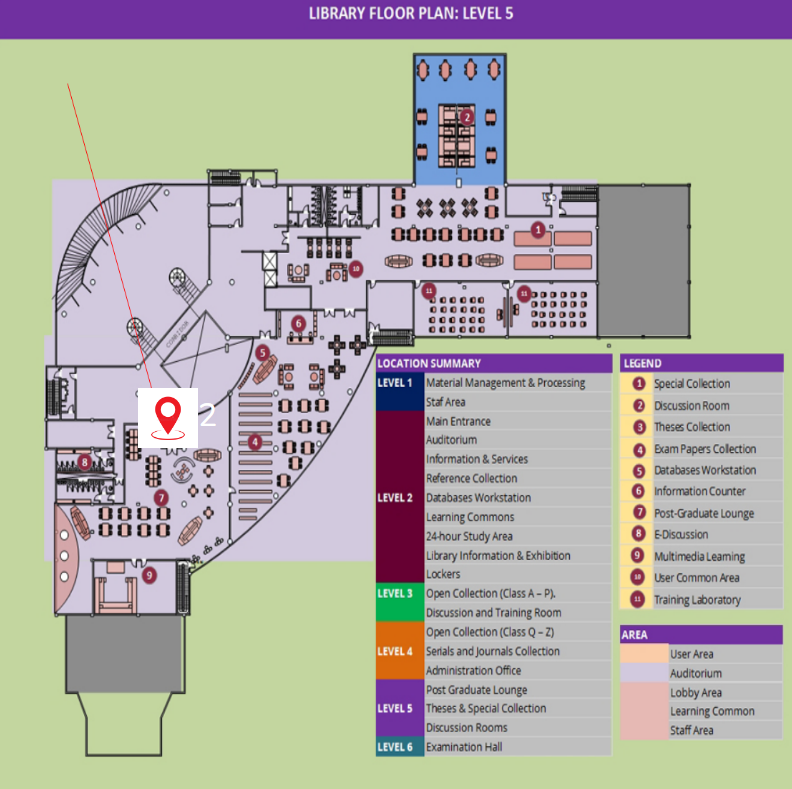 LIBRARY FLOOR PLAN: LEVEL 5
2
1
10
11
11
6
5
2
4
8
7
9
LOCATION SUMMARY
LEVEL 1
Material Management & Processing
Staf Area
LEVEL 2
Main Entrance
Auditorium
Information & Services
Reference Collection
Databases Workstation
Learning Commons
24-hour Study Area
Library Information & Exhibition
Lockers
LEVEL 3
Open Collection (Class A – P).
Discussion and Training Room
LEVEL 4
Open Collection (Class Q – Z)
Serials and Journals Collection
Administration Office
LEVEL 5
Post Graduate Lounge
Theses & Special Collection
Discussion Rooms
LEVEL 6
Examination Hall
LEGEND
1 Special Collection
2 Discussion Room
3 Theses Collection
4 Exam Papers Collection
5 Databases Workstation
6 Information Counter
7 Post-Graduate Lounge
8 E-Discussion
9 Multimedia Learning
10 User Common Area
11 Training Laboratory
AREA
User Area
Auditorium
Lobby Area
Learning Common
Staff Area